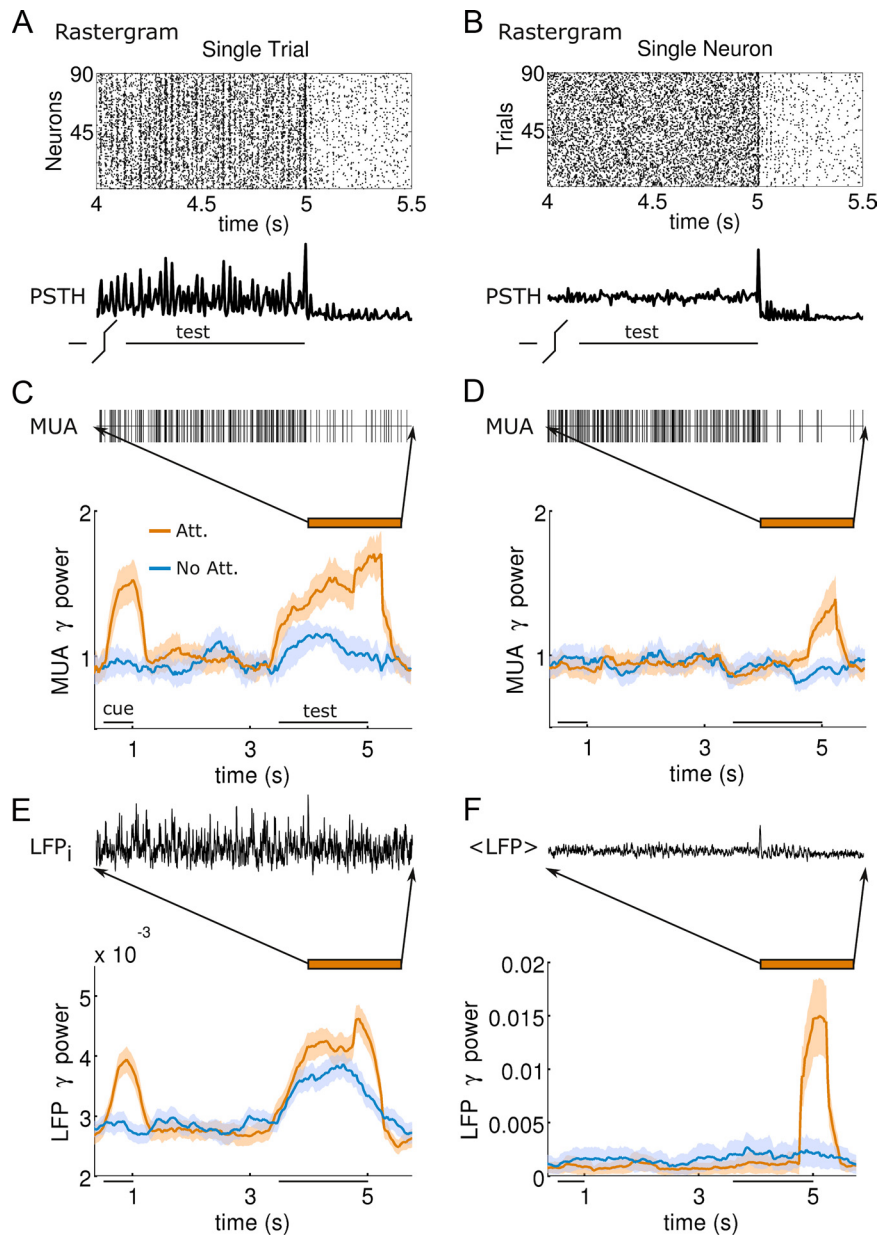 A
Rastergram
Single Trial
90
45
Neurons
4
4.5
5
5.5
time (s)
PSTH
test
B
Rastergram
Single Neuron
90
45
Trials
4
4.5
5
5.5
time (s)
PSTH
test
C
MUA
2
Att.
No Att.
1
MUA γ power
cue
test
1
3
5
time (s)
D
MUA
2
1
MUA γ power
1
3
5
time (s)
E
LFPi
x 10-3
5
4
3
2
LFP γ power
1
3
5
time (s)
F
<LFP>
0.02
0.015
0.01
0.005
0
LFP γ power
1
3
5
time (s)